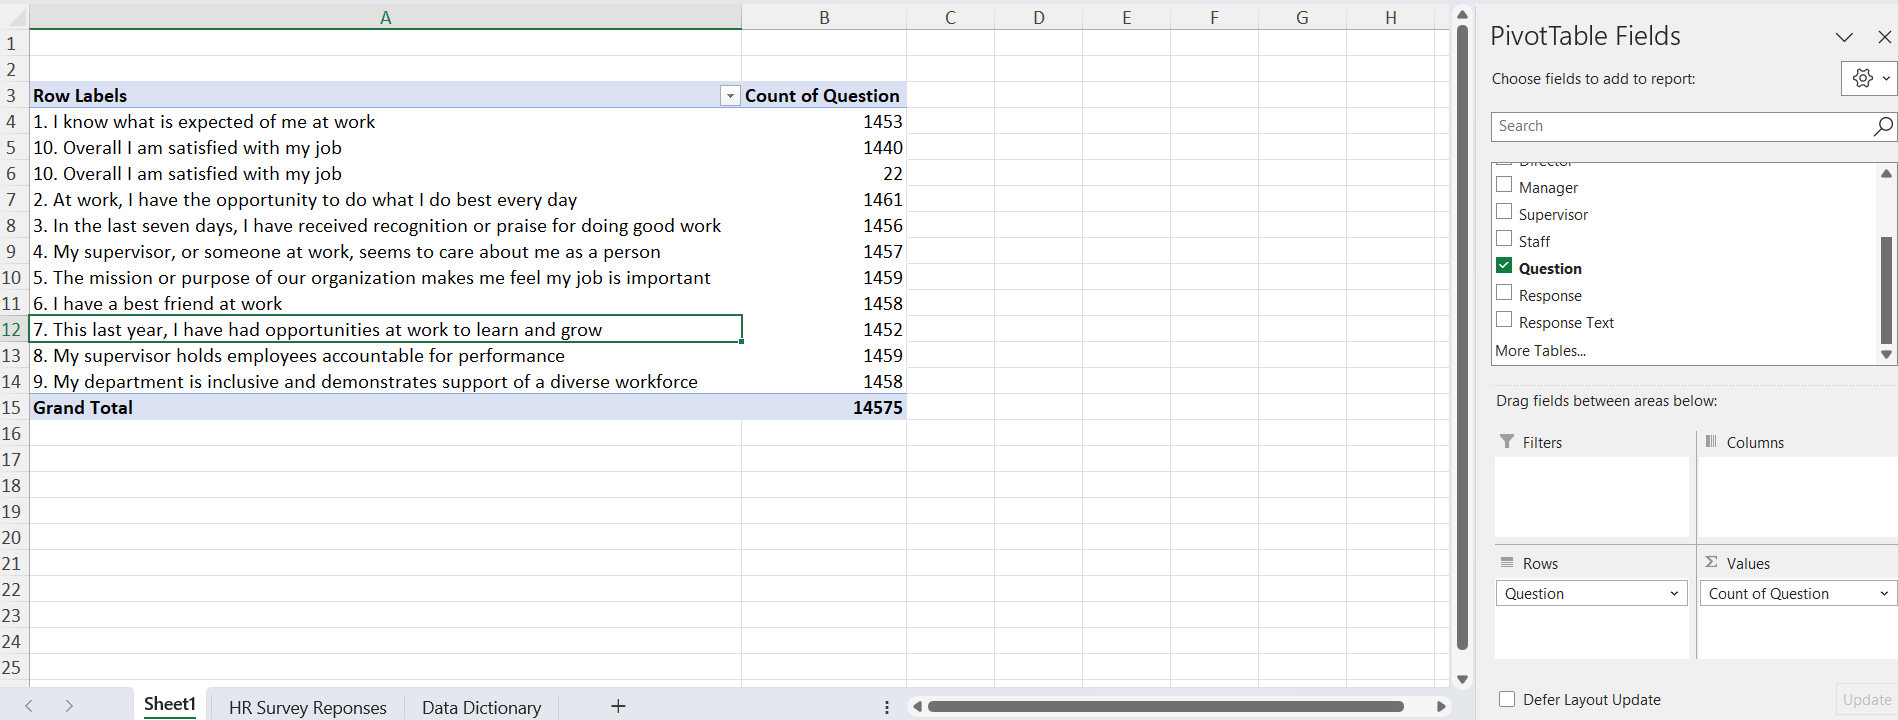 A B C D E F G H
1
2
3 Row Labels Count of Question
4 1. I know what is expected of me at work 1453
5 10. Overall I am satisfied with my job 1440
6 10. Overall I am satisfied with my job 22
7 2. At work, I have the opportunity to do what I do best every day 1461
8 3. In the last seven days, I have received recognition or praise for doing good work 1456
9 4. My supervisor, or someone at work, seems to care about me as a person 1457
10 5. The mission or purpose of our organization makes me feel my job is important 1459
11 6. I have a best friend at work 1458
12 7. This last year, I have had opportunities at work to learn and grow 1452
13 8. My supervisor holds employees accountable for performance 1459
14 9. My department is inclusive and demonstrates support of a diverse workforce 1458
15 Grand Total 14575
16
17
18
19
20
21
22
23
24
25
Sheet1 HR Survey Reponses Data Dictionary +
PivotTable Fields
Choose fields to add to report:
Search
Director
Manager
Supervisor
Staff
Question
Response
Response Text
More Tables...
Drag fields between areas below:
Filters Columns
Rows Σ Values
Question Count of Question
Defer Layout Update Update